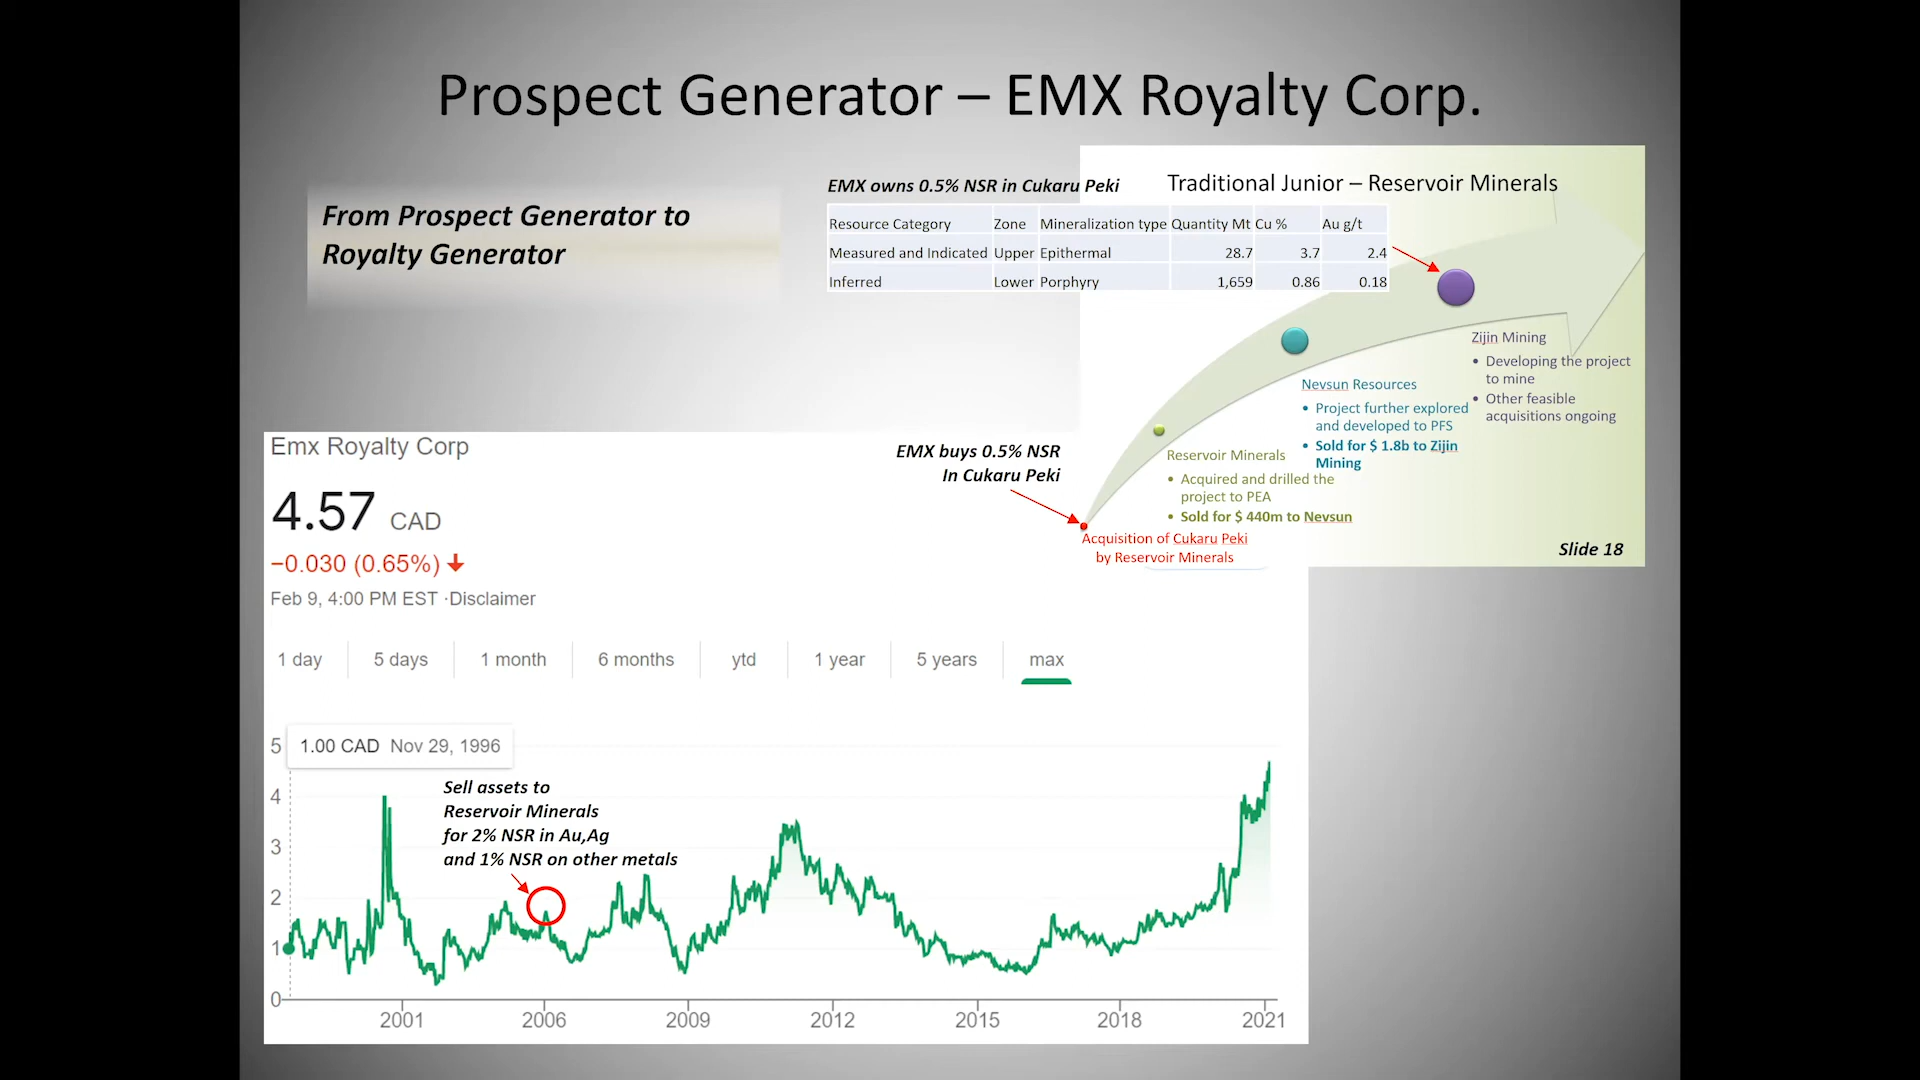 Prospect Generator – EMX Royalty Corp.
From Prospect Generator to
Royalty Generator
EMX owns 0.5% NSR in Cukaru Peki
Resource Category Zone Mineralization type Quantity Mt Cu % Au g/t
Measured and Indicated Upper Epithermal 28.7 3.7 2.4
Inferred Lower Porphyry 1,659 0.86 0.18
Traditional Junior – Reservoir Minerals
Zijin Mining
• Developing the project
to mine
• Other feasible
acquisitions ongoing
Nevsun Resources
• Project further explored
and developed to PFS
• Sold for $ 1.8b to Zijin
Mining
Reservoir Minerals
• Acquired and drilled the
project to PEA
• Sold for $ 440m to Nevsun
EMX buys 0.5% NSR
In Cukaru Peki
Acquisition of Cukaru Peki
by Reservoir Minerals
Slide 18
Emx Royalty Corp
4.57 CAD
−0.030 (0.65%)
Feb 9, 4:00 PM EST ·Disclaimer
1 day 5 days 1 month 6 months ytd 1 year 5 years max
1.00 CAD Nov 29, 1996
Sell assets to
Reservoir Minerals
for 2% NSR in Au,Ag
and 1% NSR on other metals
5
4
3
2
1
0
2001 2006 2009 2012 2015 2018 2021